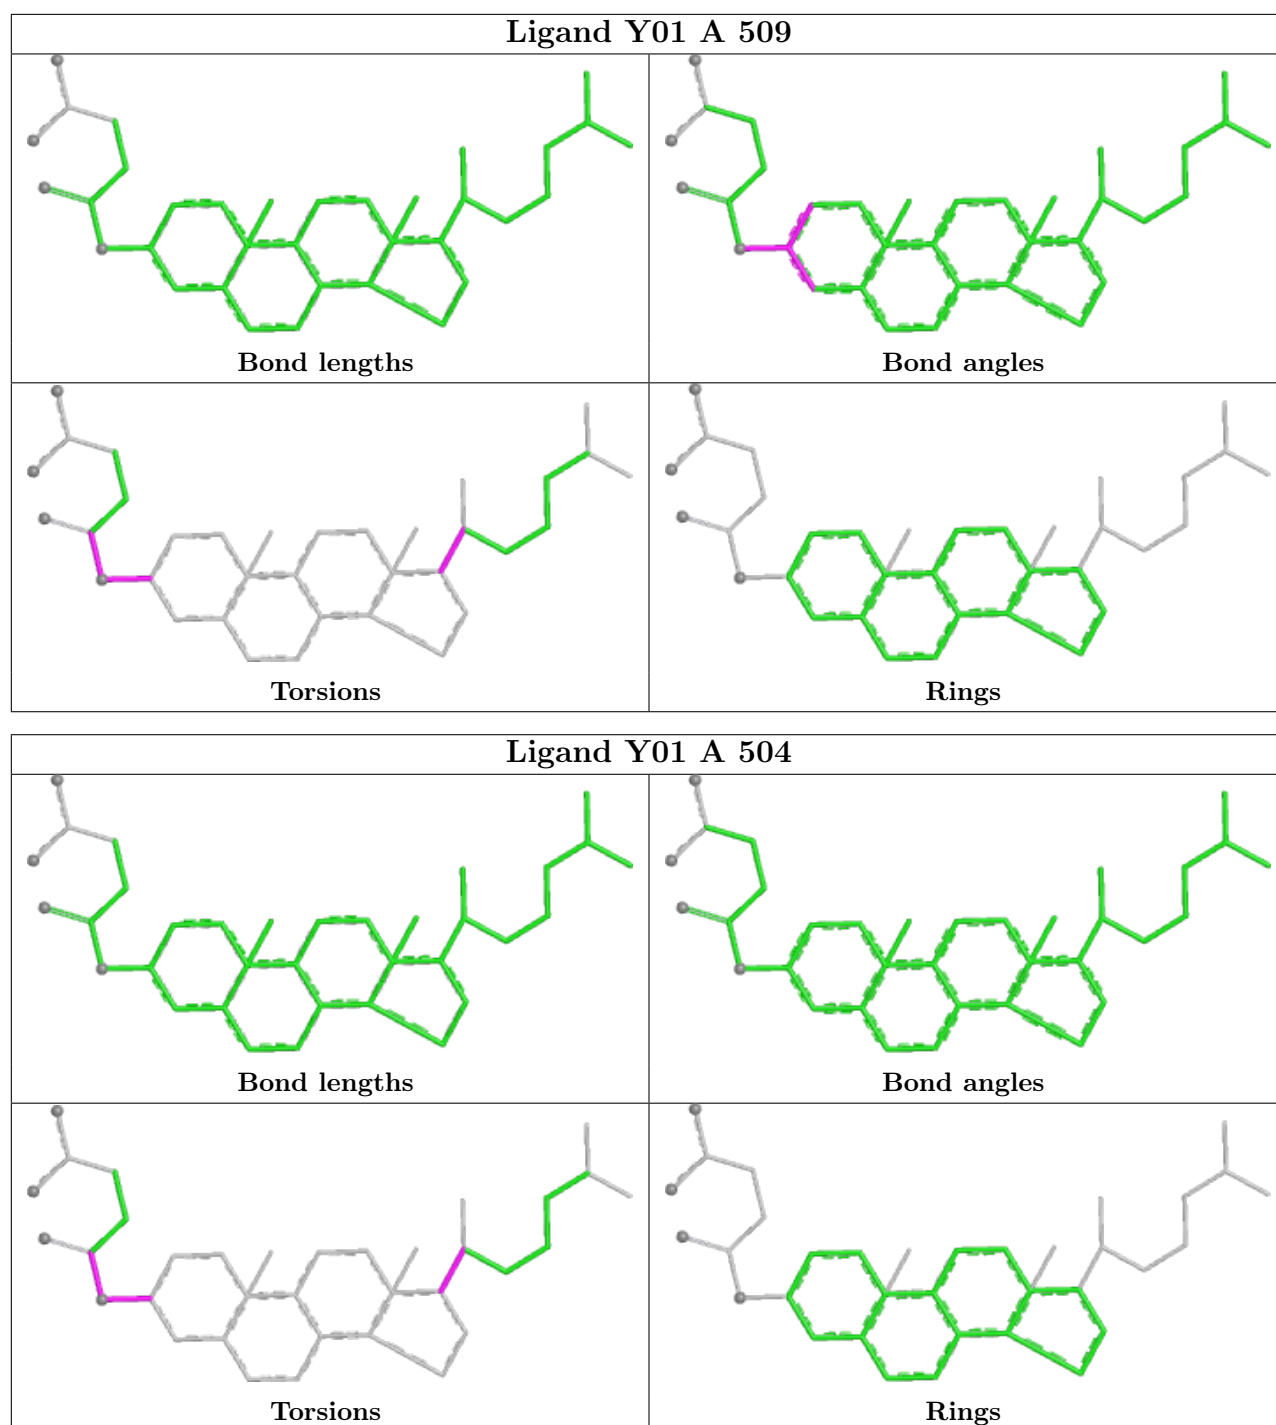 Ligand Y01 A 509
Bond lengths
Bond angles
Torsions
Rings
Ligand Y01 A 504
Bond lengths
Bond angles
Torsions
Rings